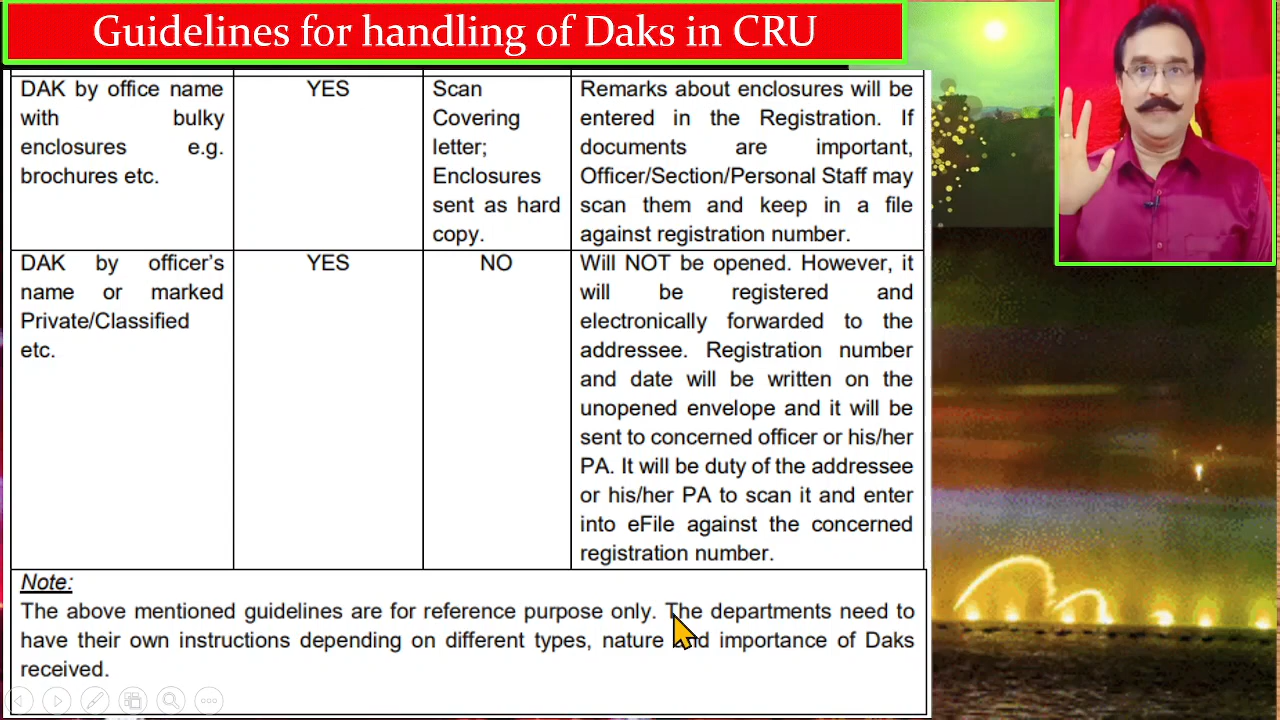 Guidelines for handling of Daks in CRU
DAK by office name
with bulky
enclosures e.g.
brochures etc.
YES
Scan
Covering
letter;
Enclosures
sent as hard
copy.
Remarks about enclosures will be
entered in the Registration. If
documents are important,
Officer/Section/Personal Staff may
scan them and keep in a file
against registration number.
DAK by officer's
name or marked
Private/Classified
etc.
YES
NO
Will NOT be opened. However, it
will be registered and
electronically forwarded to the
addressee. Registration number
and date will be written on the
unopened envelope and it will be
sent to concerned officer or his/her
PA. It will be duty of the addressee
or his/her PA to scan it and enter
into eFile against the concerned
registration number.
Note:
The above mentioned guidelines are for reference purpose only. The departments need to
have their own instructions depending on different types, nature and importance of Daks
received.